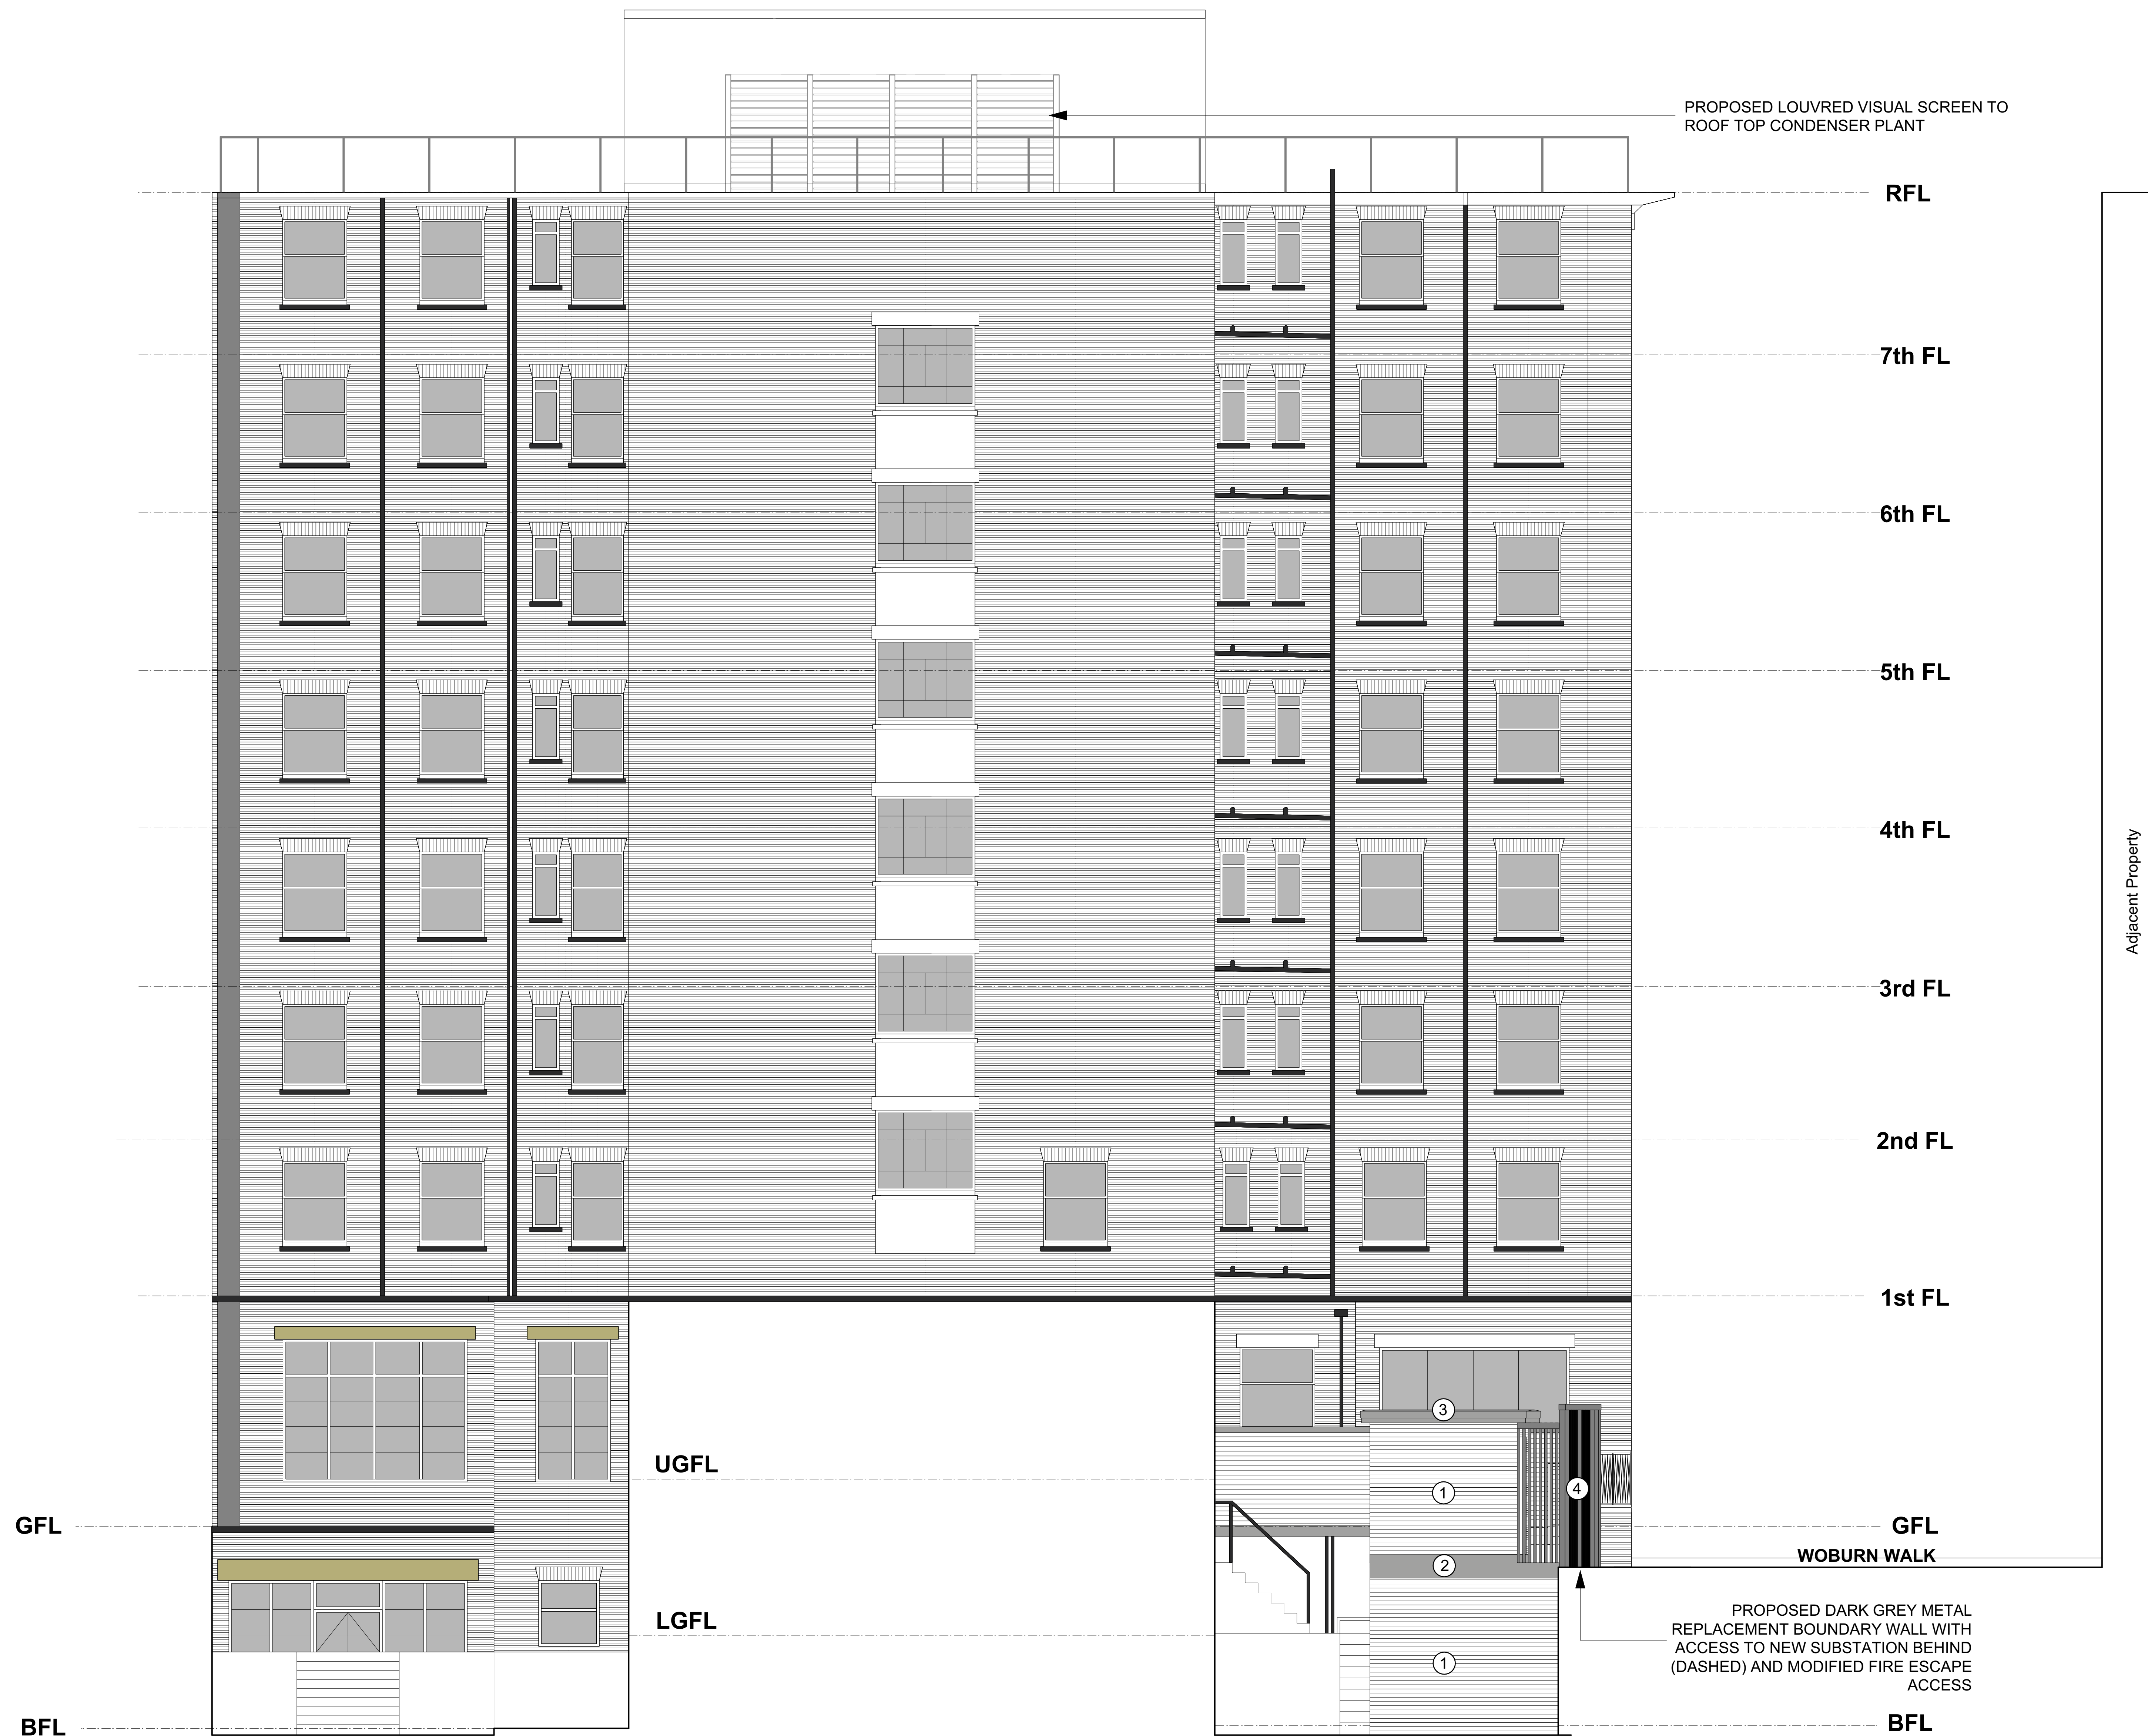 PROPOSED LOUVRED VISUAL SCREEN TO
ROOF TOP CONDENSER PLANT
RFL
7th FL
6th FL
5th FL
4th FL
Adjacent Property
3rd FL
2nd FL
1st FL
3
UGFL
4
1
GFL
GFL
WOBURN WALK
2
LGFL
PROPOSED DARK GREY METAL
REPLACEMENT BOUNDARY WALL WITH
ACCESS TO NEW SUBSTATION BEHIND
(DASHED) AND MODIFIED FIRE ESCAPE
ACCESS
1
BFL
BFL